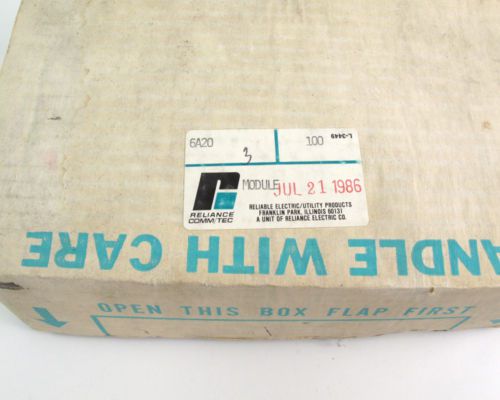 6A20 3 100 L-3449
MODULE JUL 21 1986
RELIANCE
COMM/TEC
RELIABLE ELECTRIC/UTILITY PRODUCTS
FRANKLIN PARK, ILLINOIS 60131
A UNIT OF RELIANCE ELECTRIC CO.
ANDLE WITH CARE
OPEN THIS BOX FLAP FIRST